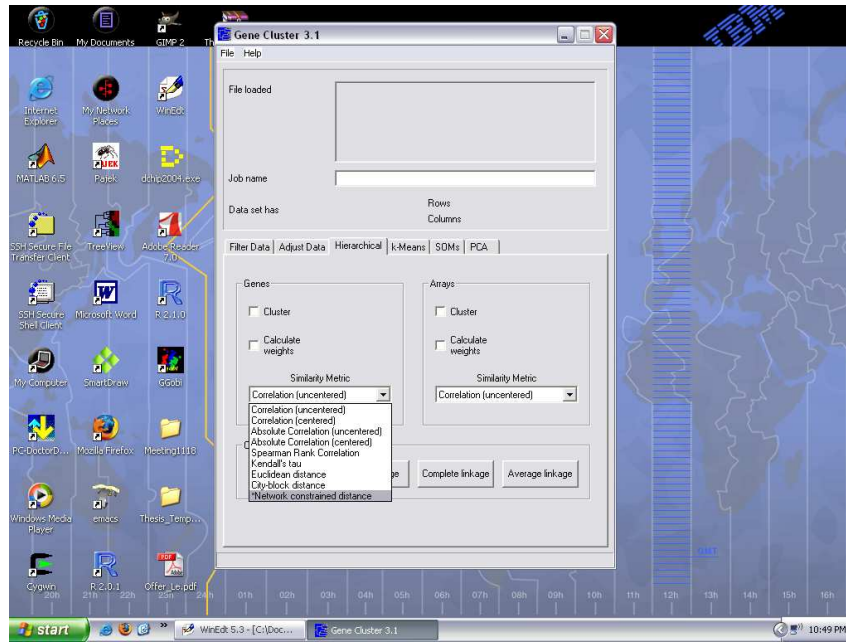 Recycle Bin
My Documents
GIMP 2
Th
Internet Explorer
My Network Places
WinEdt
MATLAB 6.5
Pajek
dchip2004.exe
SSH Secure File Transfer Client
TreeView
Adobe Reader 7.0
SSH Secure Shell Client
Microsoft Word
R 2.1.0
My Computer
SmartDraw
GGobi
PC-DoctorD...
Mozilla Firefox
Meeting1118
Windows Media Player
emacs
Thesis_Temp...
Cygwin
R 2.0.1
Offer_Le.pdf
IBM
Gene Cluster 3.1
File Help
File loaded
Job name
Data set has
Rows
Columns
Filter Data Adjust Data Hierarchical k-Means SOMs PCA
Genes
Cluster
Calculate weights
Similarity Metric
Correlation (uncentered)
Correlation (uncentered)
Correlation (centered)
Absolute Correlation (uncentered)
Absolute Correlation (centered)
Spearman Rank Correlation
Kendall's tau
Euclidean distance
City-block distance
*Network constrained distance
Arrays
Cluster
Calculate weights
Similarity Metric
Correlation (uncentered)
Complete linkage
Average linkage
GMT
20h 21h 22h 23h 24h 01h 02h 03h 04h 05h 06h 07h 08h 09h 10h 11h 12h 13h 14h 15h 16h
start
WinEdt 5.3 - [C:\Doc...
Gene Cluster 3.1
10:49 PM